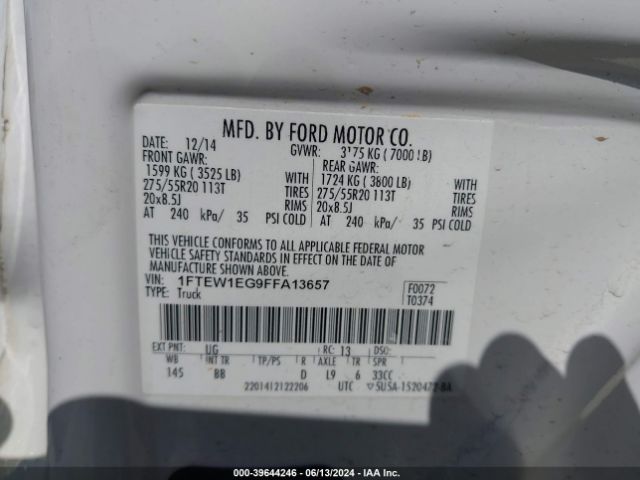 MFD. BY FORD MOTOR CO.
DATE: 12/14 GVWR: 3175 KG ( 7000 LB)
FRONT GAWR: REAR GAWR:
1599 KG ( 3525 LB) WITH 1724 KG ( 3800 LB) WITH
275/55R20 113T TIRES 275/55R20 113T TIRES
20x8.5J RIMS 20x8.5J RIMS
AT 240 kPa/ 35 PSI COLD AT 240 kPa/ 35 PSI COLD
THIS VEHICLE CONFORMS TO ALL APPLICABLE FEDERAL MOTOR
VEHICLE SAFETY STANDARDS IN EFFECT ON THE DATE OF
MANUFACTURE SHOWN ABOVE.
VIN: 1FTEW1EG9FFA13657 F0072
TYPE: Truck T0374
EXT PNT: UG RC: 13 DSO:
WB INT TR TP/PS R AXLE TR SPR
145 BB D L9 6 33CC
2201412122206 UTC 5U5A-1520472-BA
000-39644246 - 06/13/2024 - IAA Inc.